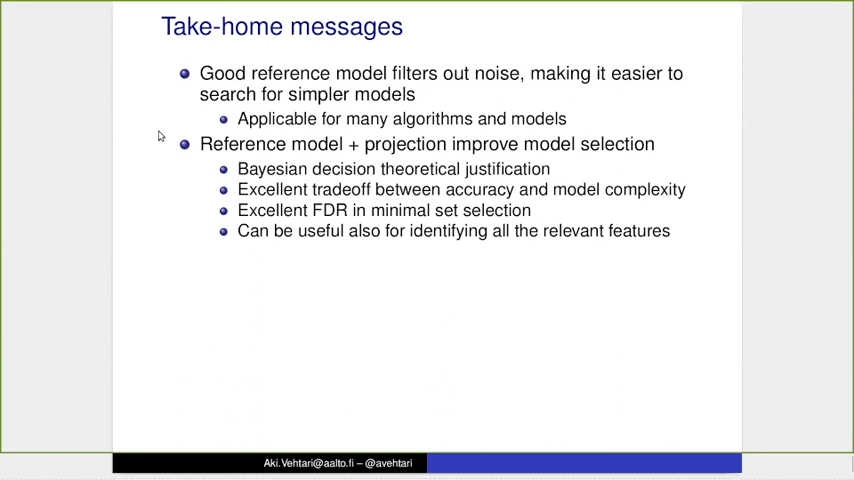 Take-home messages
Good reference model filters out noise, making it easier to
search for simpler models
Applicable for many algorithms and models
Reference model + projection improve model selection
Bayesian decision theoretical justification
Excellent tradeoff between accuracy and model complexity
Excellent FDR in minimal set selection
Can be useful also for identifying all the relevant features
Aki.Vehtari@aalto.fi – @avehtari